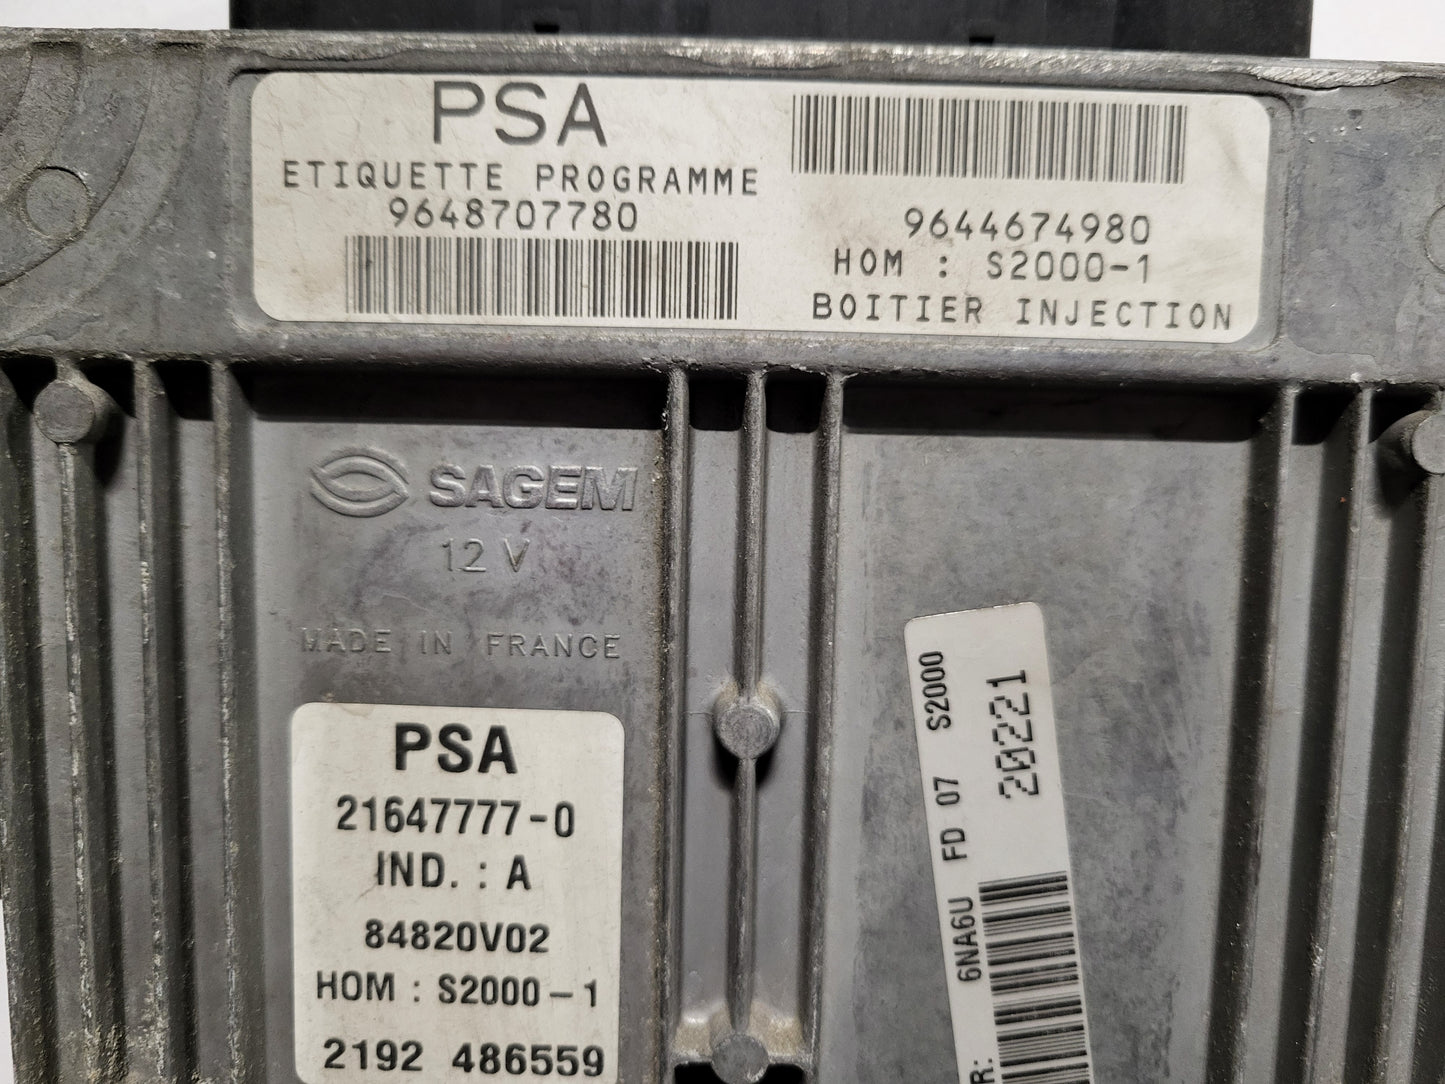 PSA
ETIQUETTE PROGRAMME
9648707780
9644674980
HOM : S2000-1
BOITIER INJECTION
SAGEM
12 V
MADE IN FRANCE
PSA
21647777-0
IND. : A
84820V02
HOM : S2000-1
2192 486559
6NA6U FD 07 S2000
20221
R: